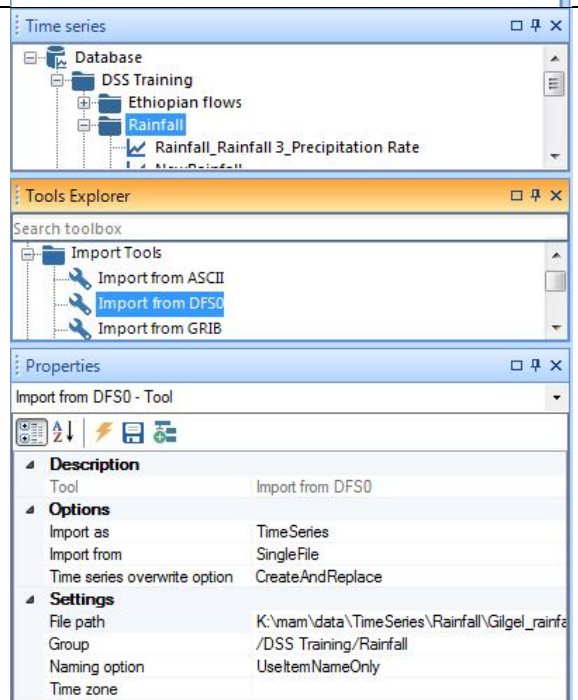 Time series
Database
DSS Training
Ethiopian flows
Rainfall
Rainfall_Rainfall 3_Precipitation Rate
Tools Explorer
Search toolbox
Import Tools
Import from ASCII
Import from DFS0
Import from GRIB
Properties
Import from DFS0 - Tool
Description
Tool Import from DFS0
Options
Import as TimeSeries
Import from SingleFile
Time series overwrite option CreateAndReplace
Settings
File path K:\mam\data\TimeSeries\Rainfall\Gilgel_rainfa
Group /DSS Training/Rainfall
Naming option UseItemNameOnly
Time zone